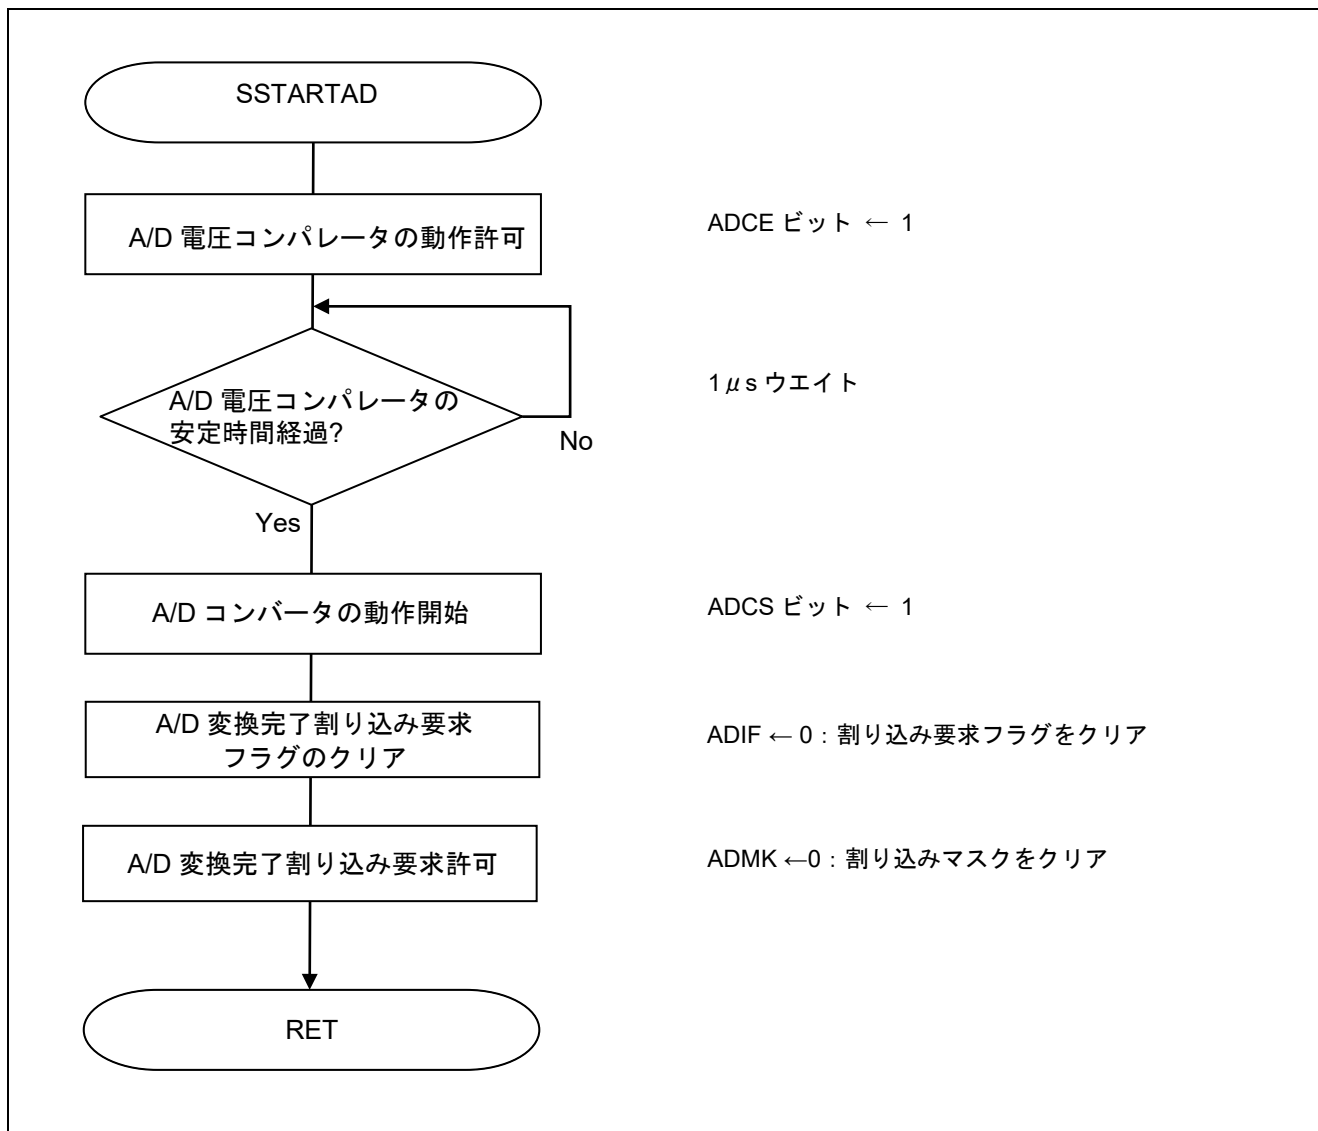 SSTARTAD
A/D 電圧コンパレータの動作許可
ADCE ビット ← 1
A/D 電圧コンパレータの
安定時間経過?
1μs ウエイト
No
Yes
A/D コンバータの動作開始
ADCS ビット ← 1
A/D 変換完了割り込み要求
フラグのクリア
ADIF ← 0：割り込み要求フラグをクリア
A/D 変換完了割り込み要求許可
ADMK ←0：割り込みマスクをクリア
RET